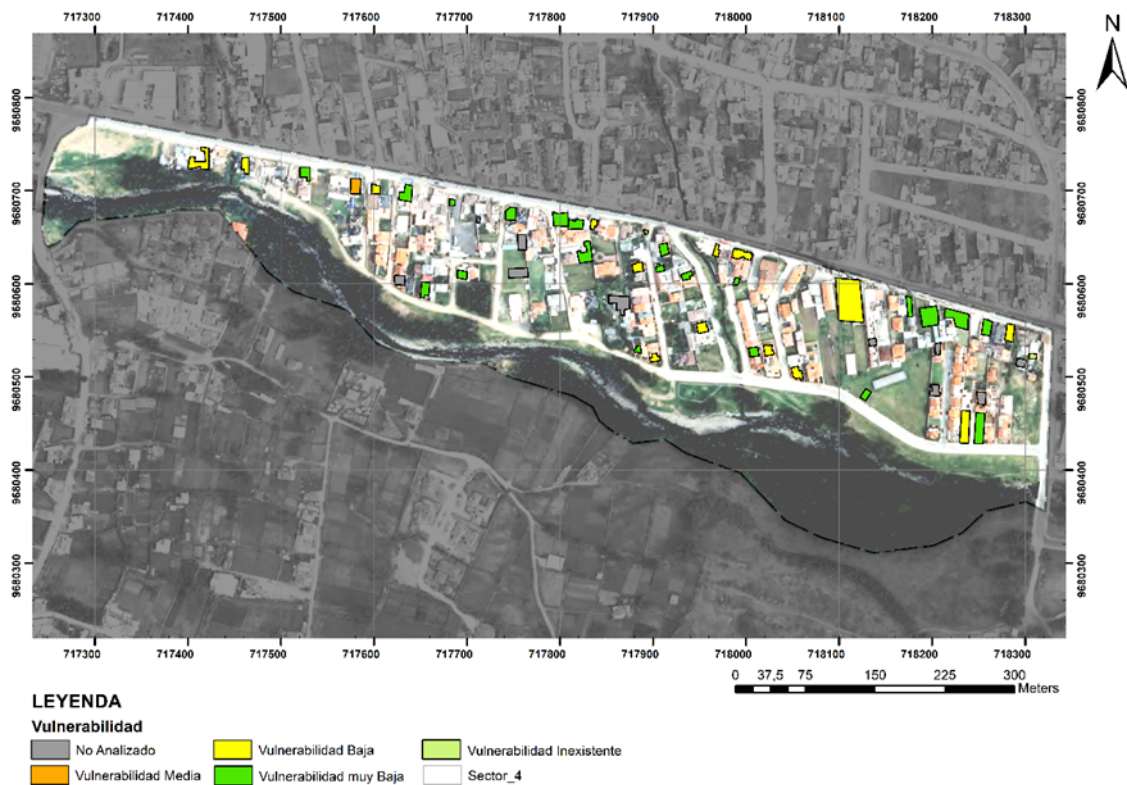 717300 717400 717500 717600 717700 717800 717900 718000 718100 718200 718300
N
9680800 9680800
9680700 9680700
9680600 9680600
9680500 9680500
9680400 9680400
9680300 9680300
717300 717400 717500 717600 717700 717800 717900 718000 718100 718200 718300
0 37,5 75 150 225 300
Meters
LEYENDA
Vulnerabilidad
No Analizado Vulnerabilidad Baja Vulnerabilidad Inexistente
Vulnerabilidad Media Vulnerabilidad muy Baja Sector_4